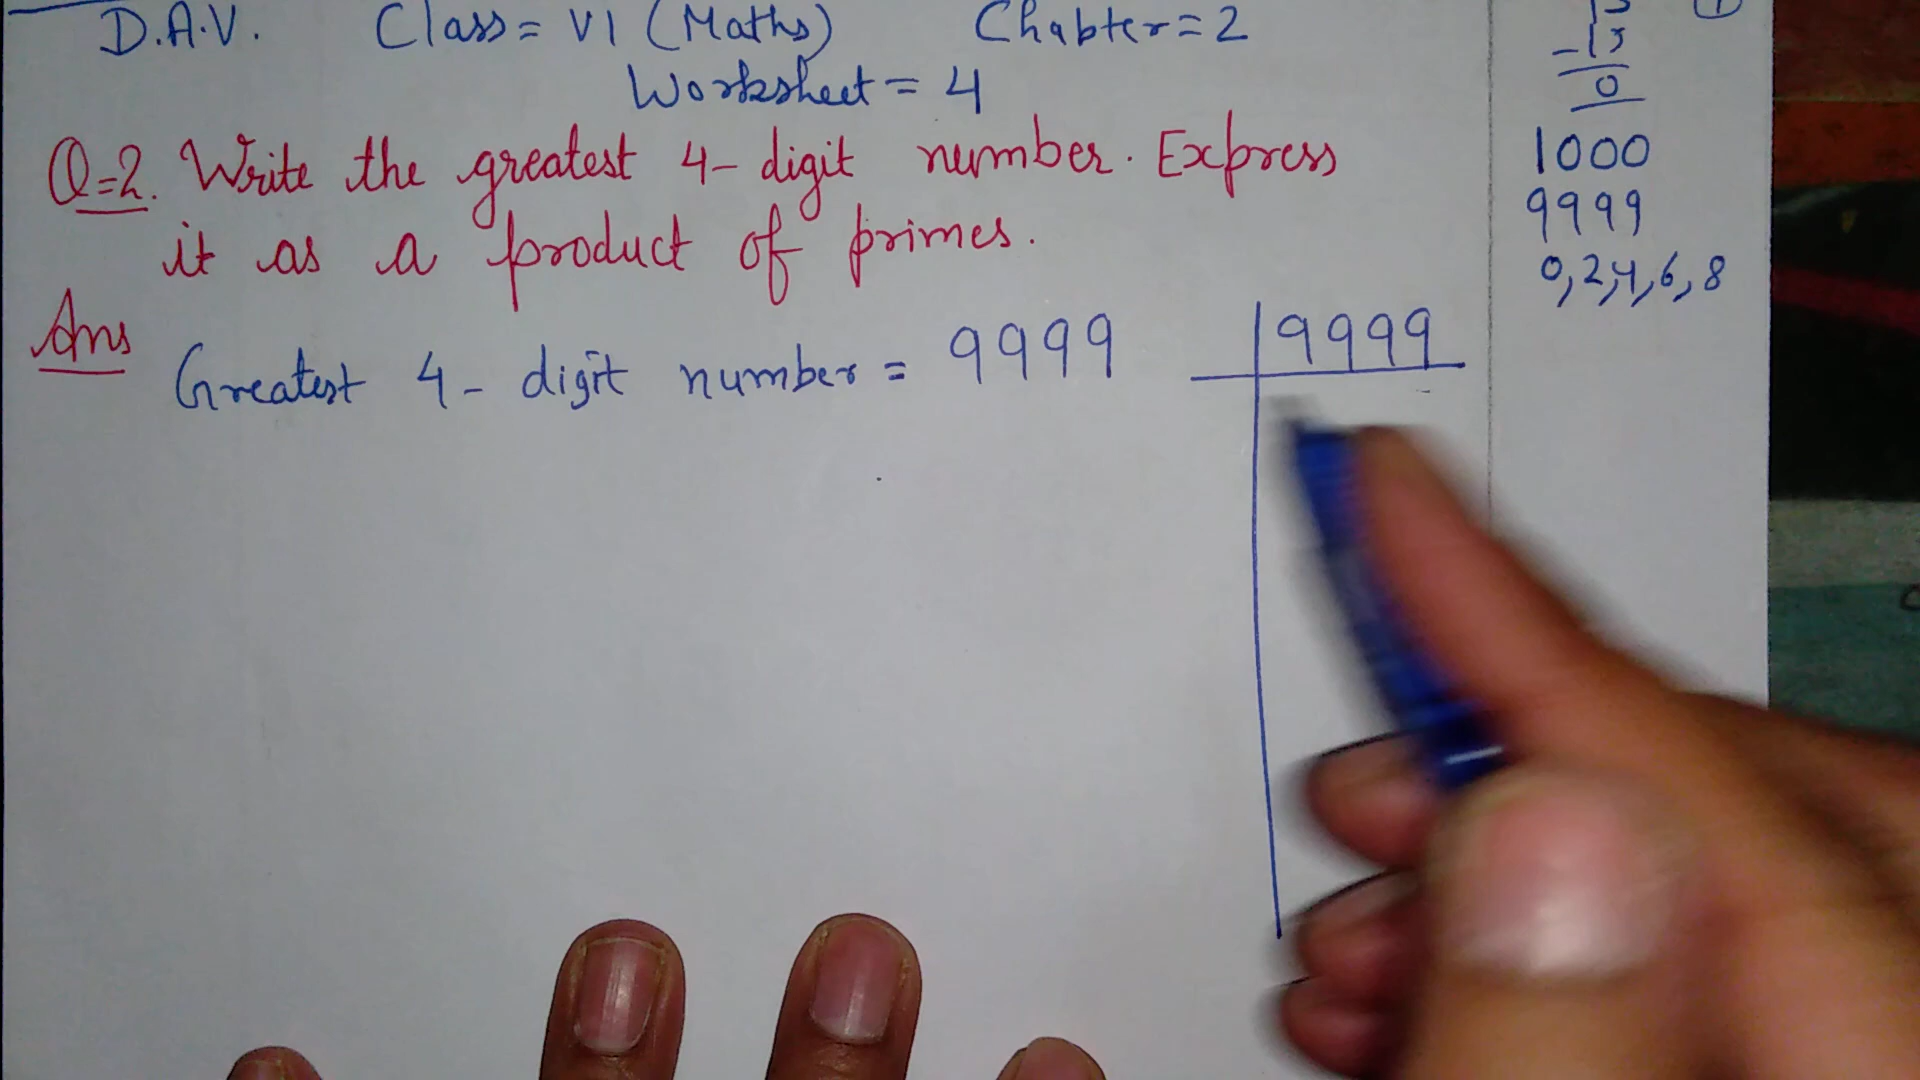 D.A.V. Class = VI (Maths) Chapter = 2
Worksheet = 4
Q=2. Write the greatest 4-digit number. Express
it as a product of primes.
Ans
Greatest 4-digit number = 9999
9999
-15
0
1000
9999
0,2,4,6,8